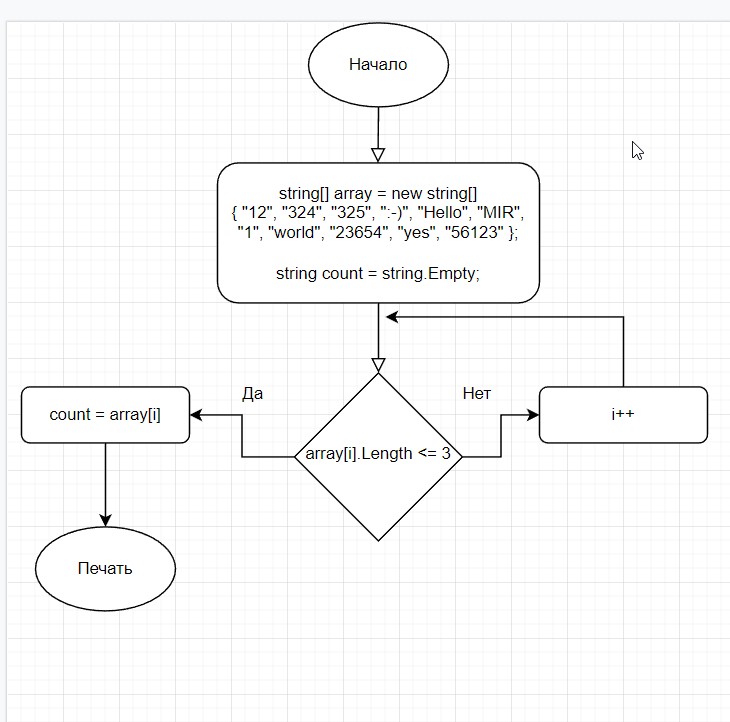 Начало
string[] array = new string[]
{ "12", "324", "325", ":-)", "Hello", "MIR",
"1", "world", "23654", "yes", "56123" };
string count = string.Empty;
Да
Нет
count = array[i]
array[i].Length <= 3
i++
Печать